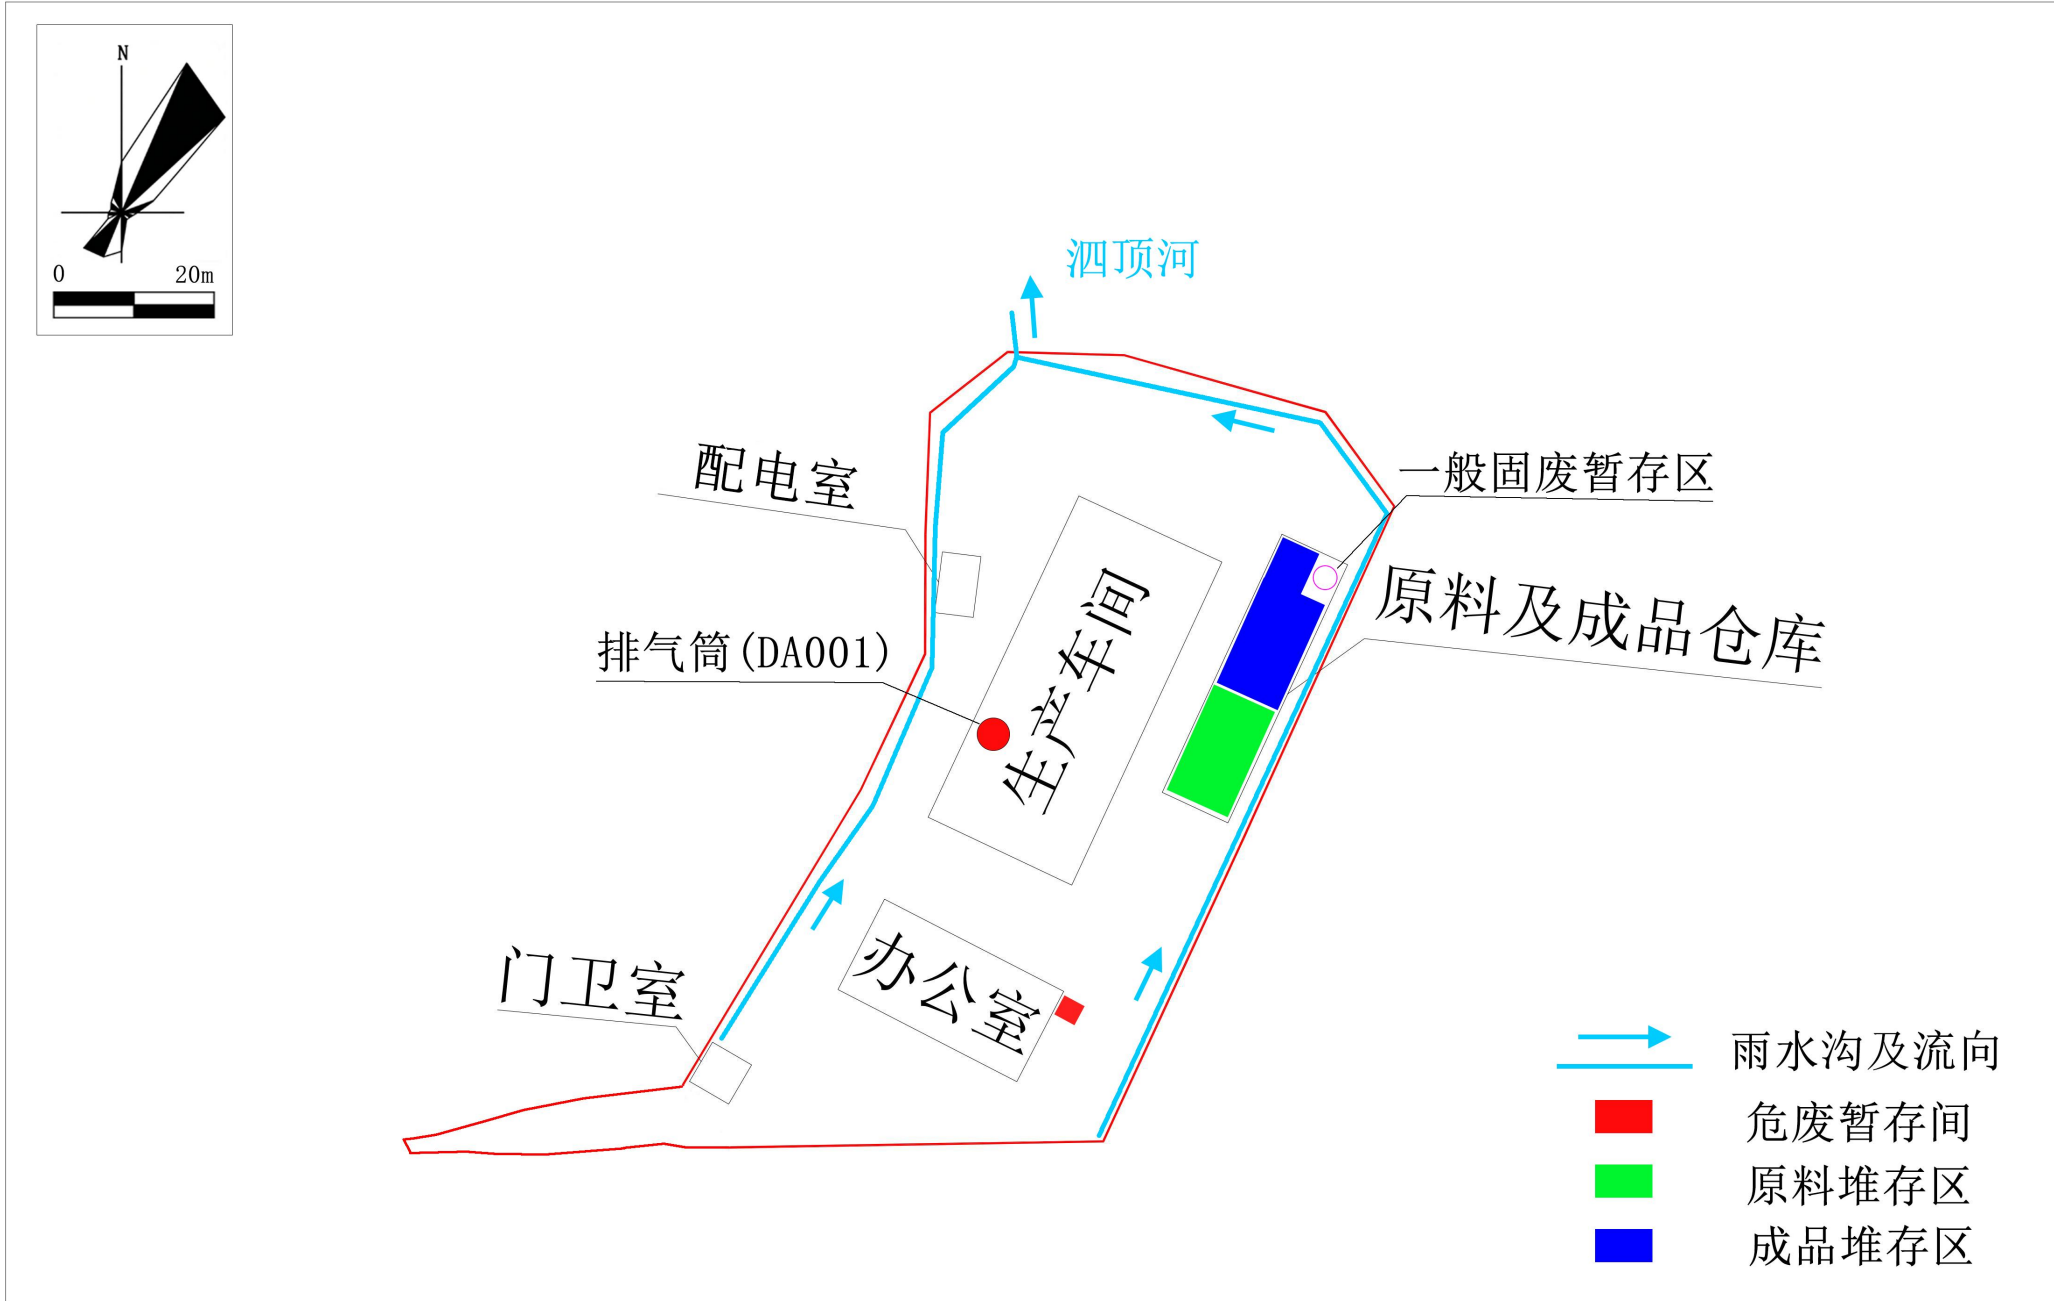 N
0 20m
泗顶河
配电室
一般固废暂存区
原料及成品仓库
排气筒(DA001)
生产车间
门卫室
办公室
雨水沟及流向
危废暂存间
原料堆存区
成品堆存区